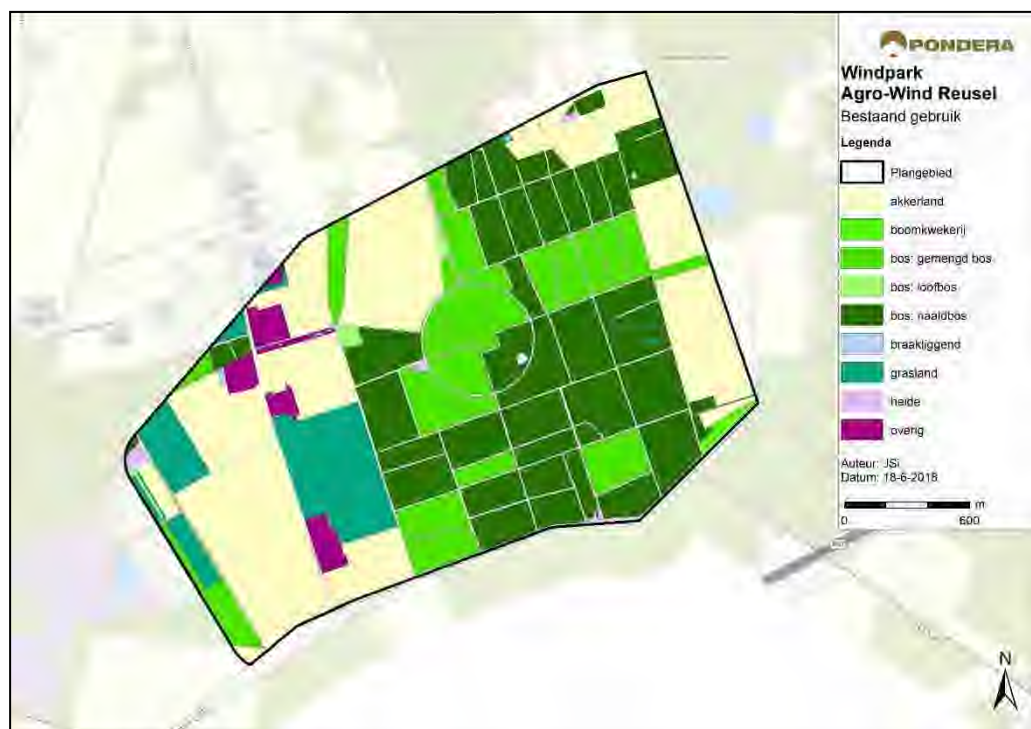 PONDERA
Windpark
Agro-Wind Reusel
Bestaand gebruik
Legenda
Plangebied
akkerland
boomkwekerij
bos: gemengd bos
bos: loofbos
bos: naaldbos
braakliggend
grasland
heide
overig
Auteur: JSi
Datum: 18-6-2018
m
0 600
N